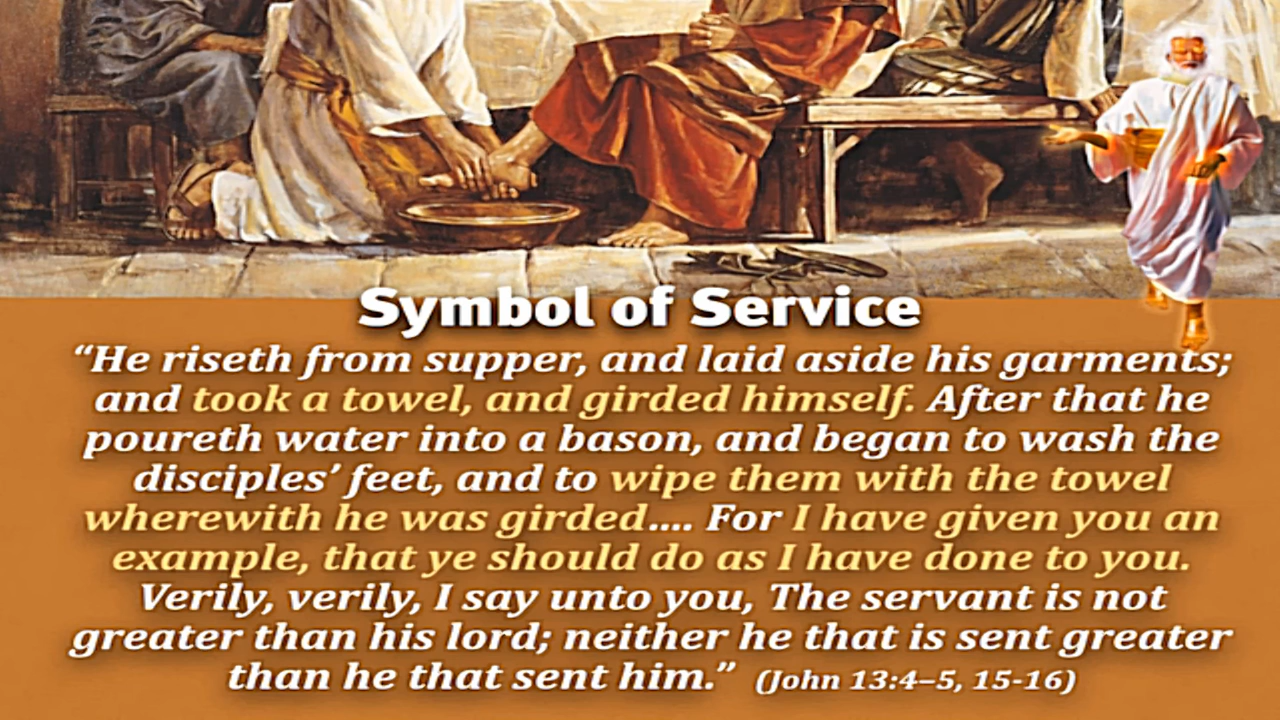 Symbol of Service
“He riseth from supper, and laid aside his garments;
and took a towel, and girded himself. After that he
poureth water into a bason, and began to wash the
disciples’ feet, and to wipe them with the towel
wherewith he was girded.... For I have given you an
example, that ye should do as I have done to you.
Verily, verily, I say unto you, The servant is not
greater than his lord; neither he that is sent greater
than he that sent him.” (John 13:4–5, 15-16)